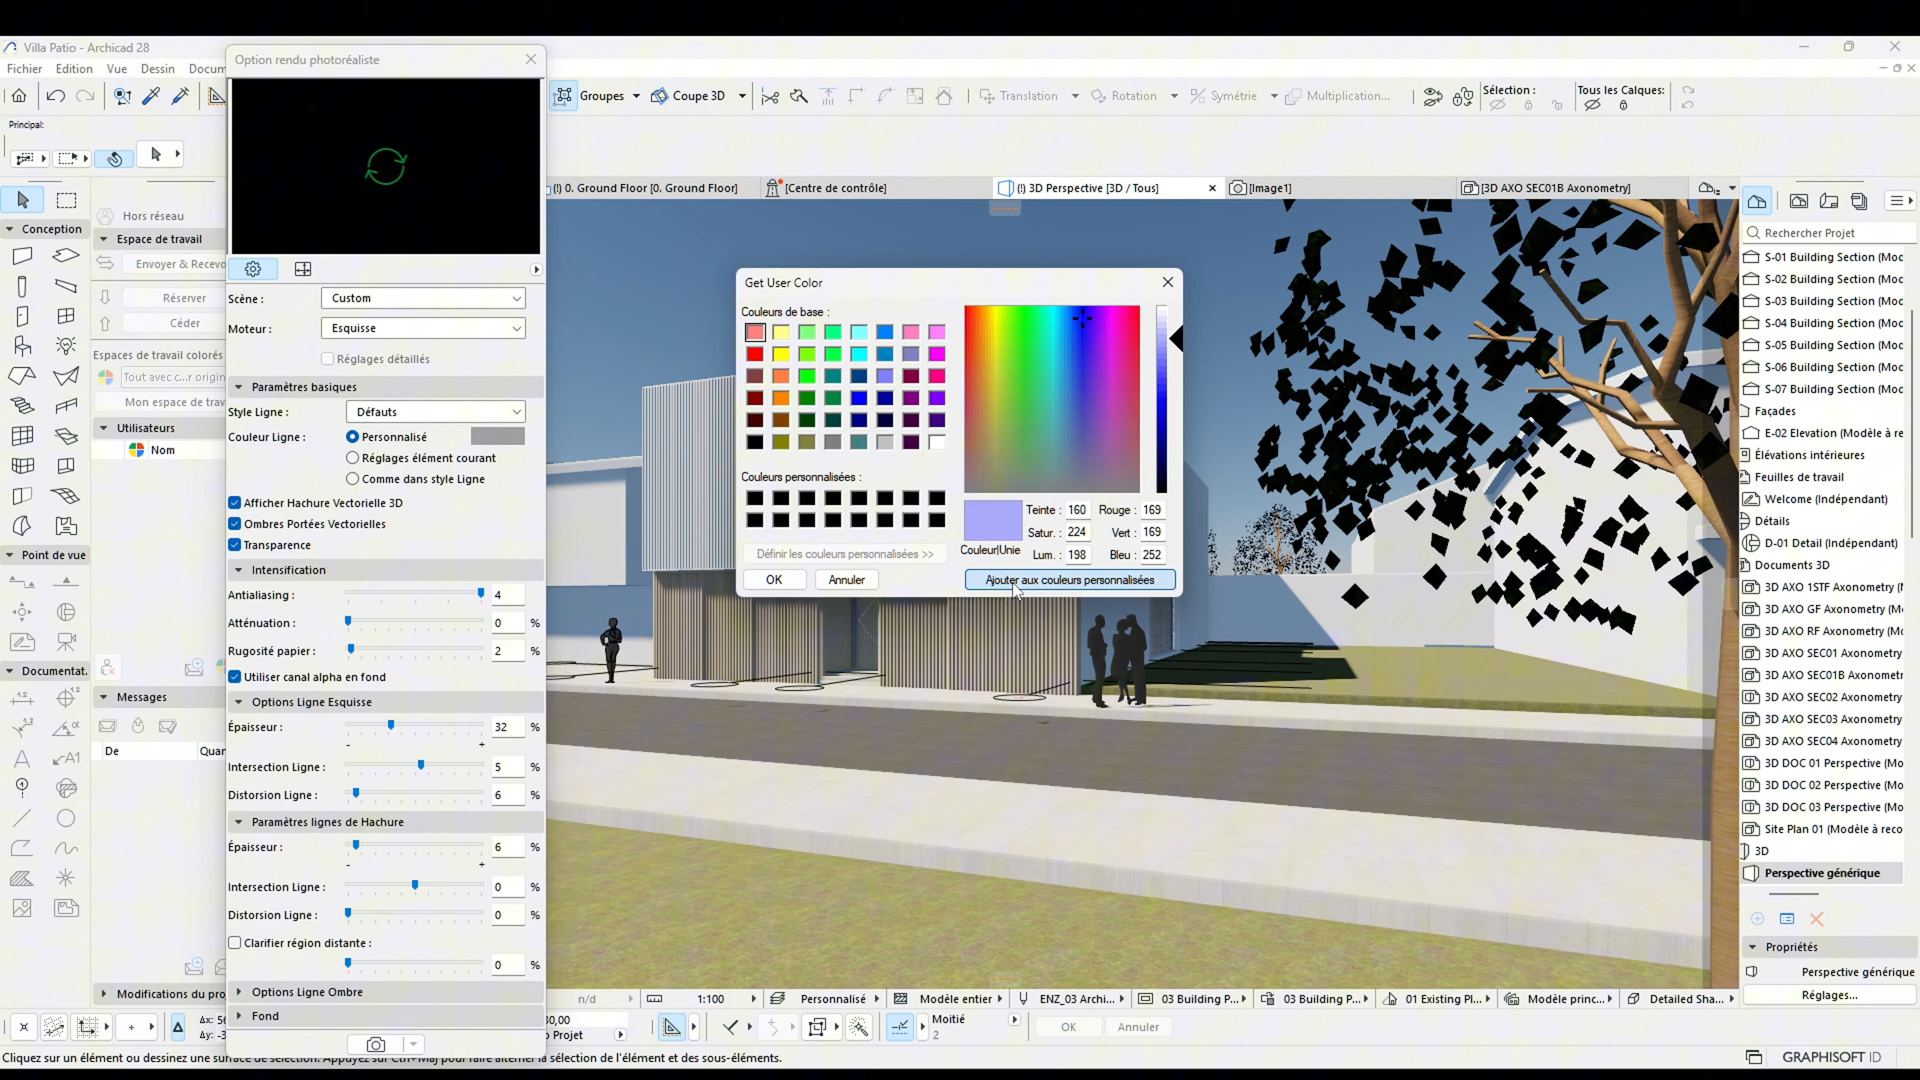 Villa Patio - Archicad 28
Fichier Edition Vue Dessin Docum
Option rendu photoréaliste
Groupes
Coupe 3D
Translation
Rotation
Symétrie
Multiplication...
Sélection :
Tous les Calques:
Principal:
(!) 0. Ground Floor [0. Ground Floor]
[Centre de contrôle]
(!) 3D Perspective [3D / Tous]
[Image1]
[3D AXO SEC01B Axonometry]
Conception
Point de vue
Documentat.
Hors réseau
Espace de travail
Envoyer & Recevo
Réserver
Céder
Espaces de travail colorés
Tout avec c...r origin
Mon espace de trav
Utilisateurs
Nom
Messages
De
Quar
Modifications du pro
Scène : Custom
Moteur : Esquisse
Réglages détaillés
Paramètres basiques
Style Ligne : Défauts
Couleur Ligne : Personnalisé
Réglages élément courant
Comme dans style Ligne
Afficher Hachure Vectorielle 3D
Ombres Portées Vectorielles
Transparence
Intensification
Antialiasing : 4
Atténuation : 0 %
Rugosité papier : 2 %
Utiliser canal alpha en fond
Options Ligne Esquisse
Épaisseur : 32 %
- +
Intersection Ligne : 5 %
Distorsion Ligne : 6 %
Paramètres lignes de Hachure
Épaisseur : 6 %
- +
Intersection Ligne : 0 %
Distorsion Ligne : 0 %
Clarifier région distante :
0 %
Options Ligne Ombre
Fond
Get User Color
Couleurs de base :
Couleurs personnalisées :
Définir les couleurs personnalisées >>
OK
Annuler
Couleur|Unie
Teinte : 160 Rouge : 169
Satur. : 224 Vert : 169
Lum. : 198 Bleu : 252
Ajouter aux couleurs personnalisées
Rechercher Projet
S-01 Building Section (Moc
S-02 Building Section (Moc
S-03 Building Section (Moc
S-04 Building Section (Moc
S-05 Building Section (Moc
S-06 Building Section (Moc
S-07 Building Section (Moc
Façades
E-02 Elevation (Modèle à re
Élévations intérieures
Feuilles de travail
Welcome (Indépendant)
Détails
D-01 Detail (Indépendant)
Documents 3D
3D AXO 1STF Axonometry (
3D AXO GF Axonometry (Mo
3D AXO RF Axonometry (Mo
3D AXO SEC01 Axonometry
3D AXO SEC01B Axonometr
3D AXO SEC02 Axonometry
3D AXO SEC03 Axonometry
3D AXO SEC04 Axonometry
3D DOC 01 Perspective (Mo
3D DOC 02 Perspective (Mo
3D DOC 03 Perspective (Mo
Site Plan 01 (Modèle à reco
3D
Perspective générique
Propriétés
Perspective générique
Réglages...
n/d
1:100
Personnalisé
Modèle entier
ENZ_03 Archi...
03 Building P...
03 Building P...
01 Existing Pl...
Modèle princ...
Detailed Sha...
Δx: 5
Δy: -3
Projet
Moitié
2
OK
Annuler
Cliquez sur un élément ou dessinez une surface de sélection. Appuyez sur Ctrl+Maj pour faire alterner la sélection de l'élément et des sous-éléments.
GRAPHISOFT ID